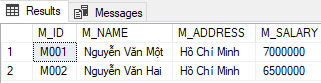 Results Messages
M_ID M_NAME M_ADDRESS M_SALARY
1 M001 Nguyễn Văn Một Hồ Chí Minh 7000000
2 M002 Nguyễn Văn Hai Hồ Chí Minh 6500000